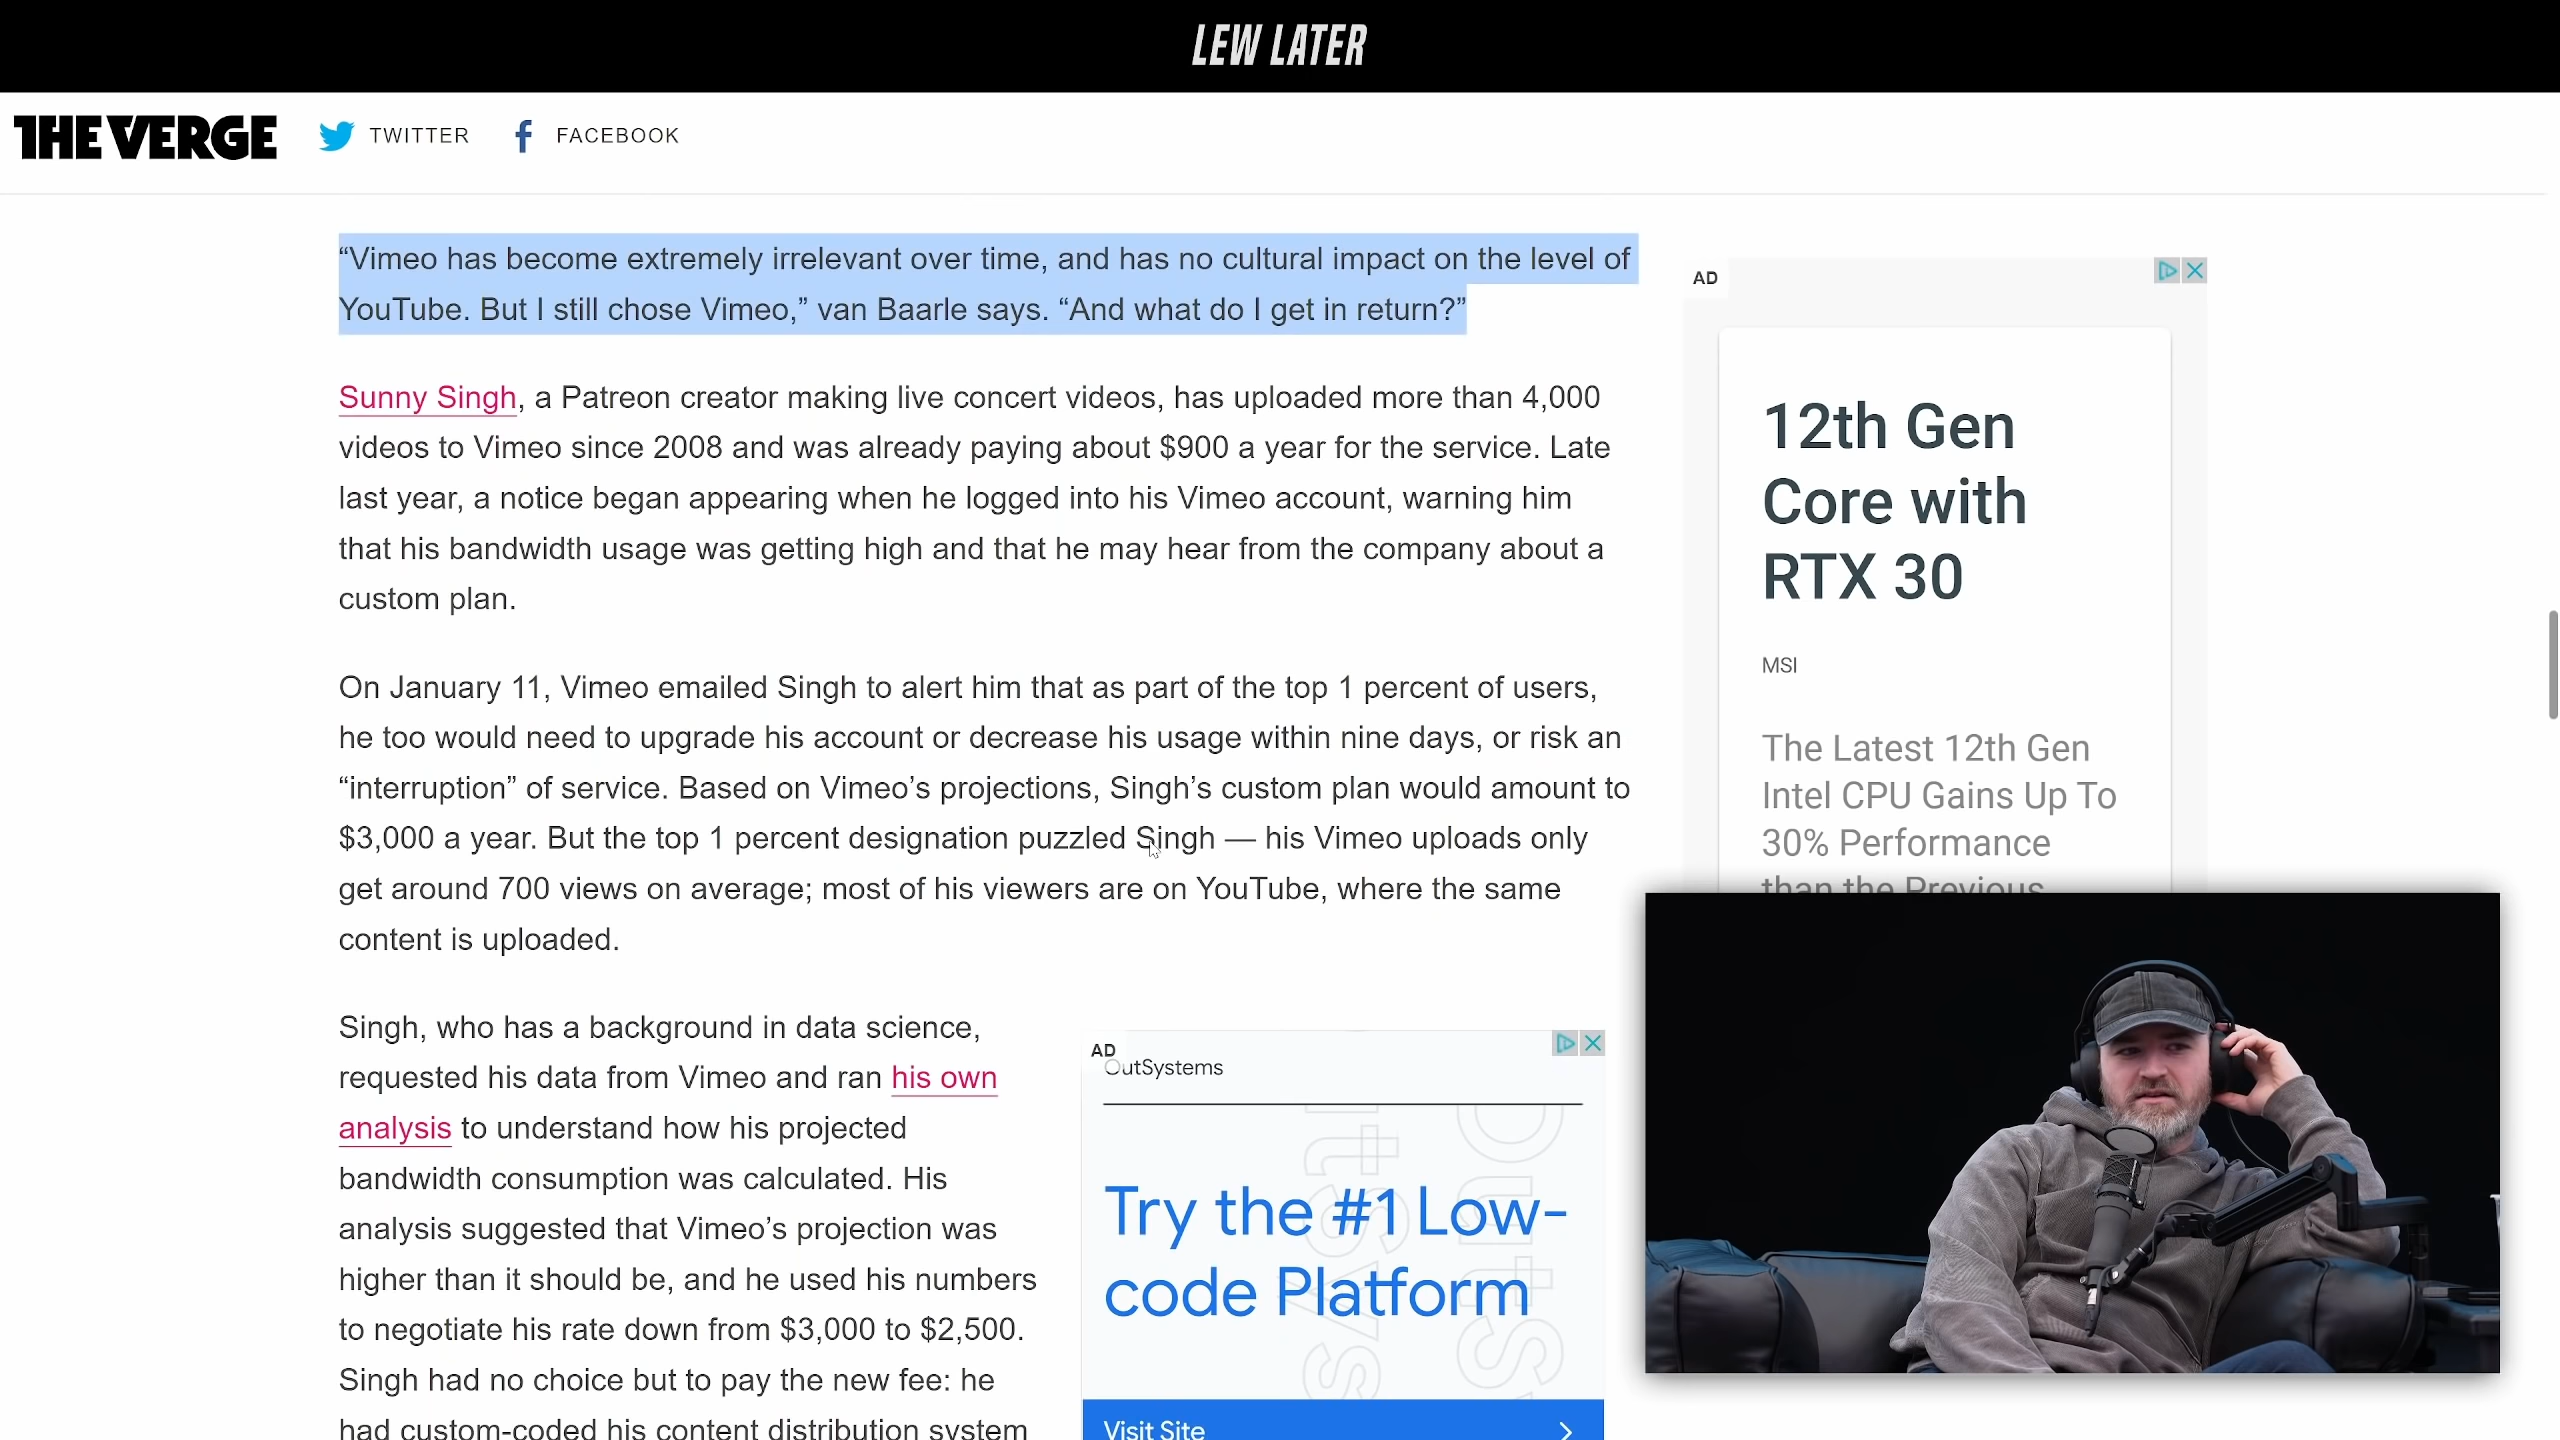 LEW LATER
THE VERGE
TWITTER
FACEBOOK
“Vimeo has become extremely irrelevant over time, and has no cultural impact on the level of
YouTube. But I still chose Vimeo,” van Baarle says. “And what do I get in return?”
Sunny Singh, a Patreon creator making live concert videos, has uploaded more than 4,000
videos to Vimeo since 2008 and was already paying about $900 a year for the service. Late
last year, a notice began appearing when he logged into his Vimeo account, warning him
that his bandwidth usage was getting high and that he may hear from the company about a
custom plan.
On January 11, Vimeo emailed Singh to alert him that as part of the top 1 percent of users,
he too would need to upgrade his account or decrease his usage within nine days, or risk an
“interruption” of service. Based on Vimeo’s projections, Singh’s custom plan would amount to
$3,000 a year. But the top 1 percent designation puzzled Singh — his Vimeo uploads only
get around 700 views on average; most of his viewers are on YouTube, where the same
content is uploaded.
Singh, who has a background in data science,
requested his data from Vimeo and ran his own
analysis to understand how his projected
bandwidth consumption was calculated. His
analysis suggested that Vimeo’s projection was
higher than it should be, and he used his numbers
to negotiate his rate down from $3,000 to $2,500.
Singh had no choice but to pay the new fee: he
had custom-coded his content distribution system
AD
OutSystems
Try the #1 Low-
code Platform
Visit Site
AD
12th Gen
Core with
RTX 30
MSI
The Latest 12th Gen
Intel CPU Gains Up To
30% Performance
than the Previous